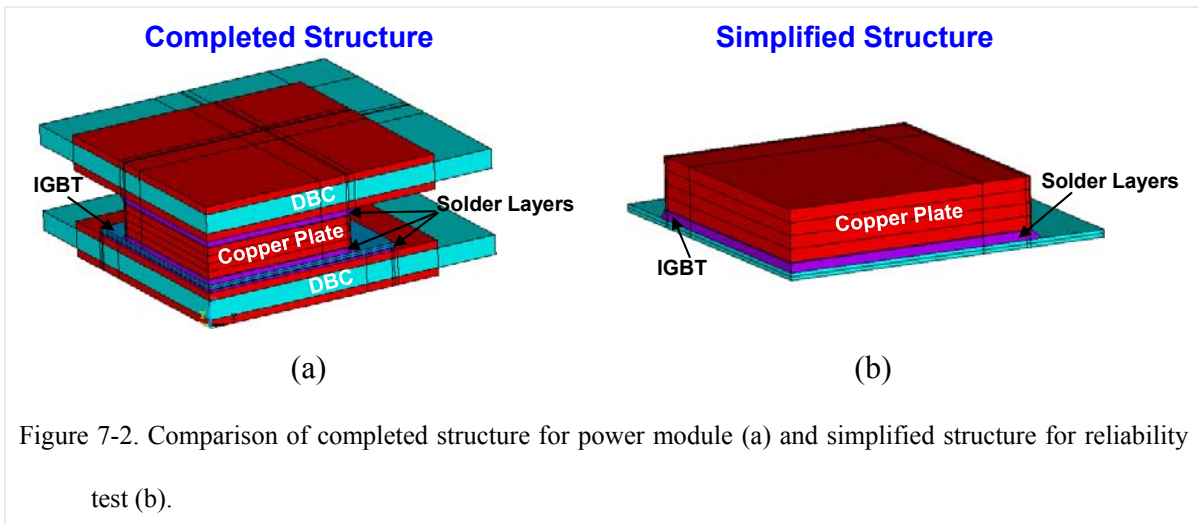 Completed Structure
Simplified Structure
IGBT
DBC
Solder Layers
Copper Plate
DBC
Solder Layers
Copper Plate
IGBT
(a)
(b)
Figure 7-2. Comparison of completed structure for power module (a) and simplified structure for reliability
test (b).